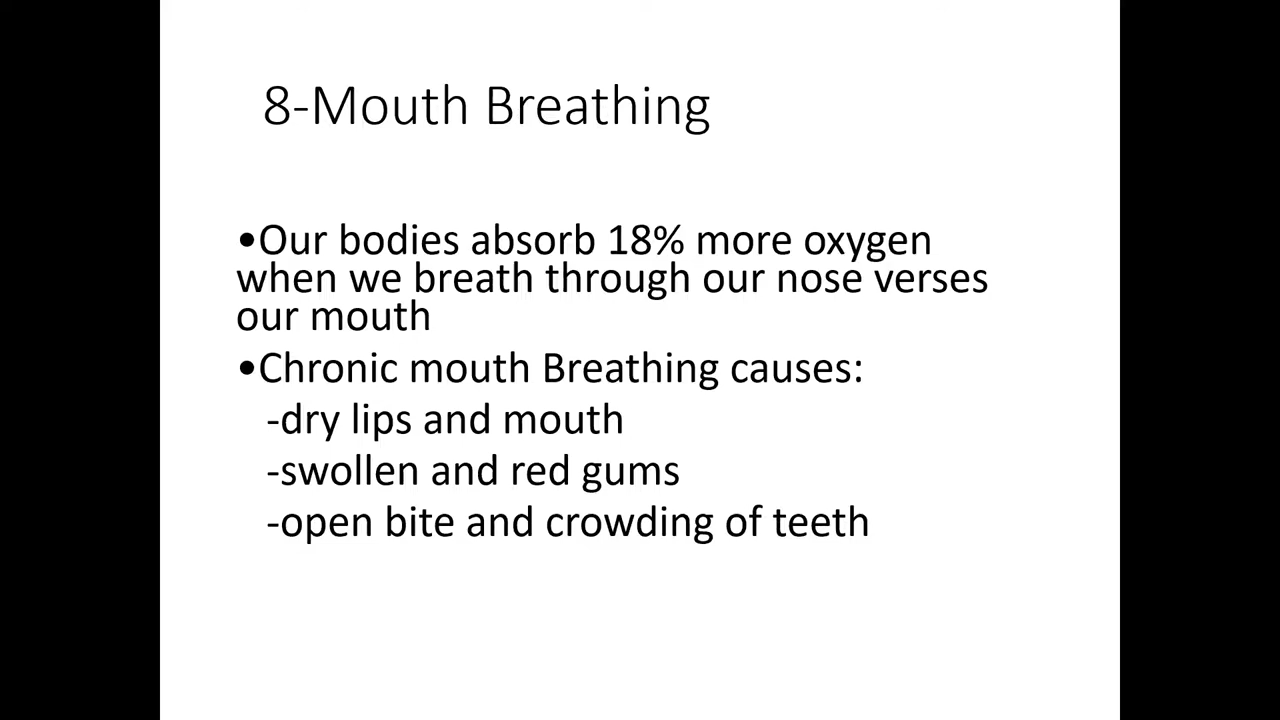 8-Mouth Breathing
•Our bodies absorb 18% more oxygen
when we breath through our nose verses
our mouth
•Chronic mouth Breathing causes:
-dry lips and mouth
-swollen and red gums
-open bite and crowding of teeth